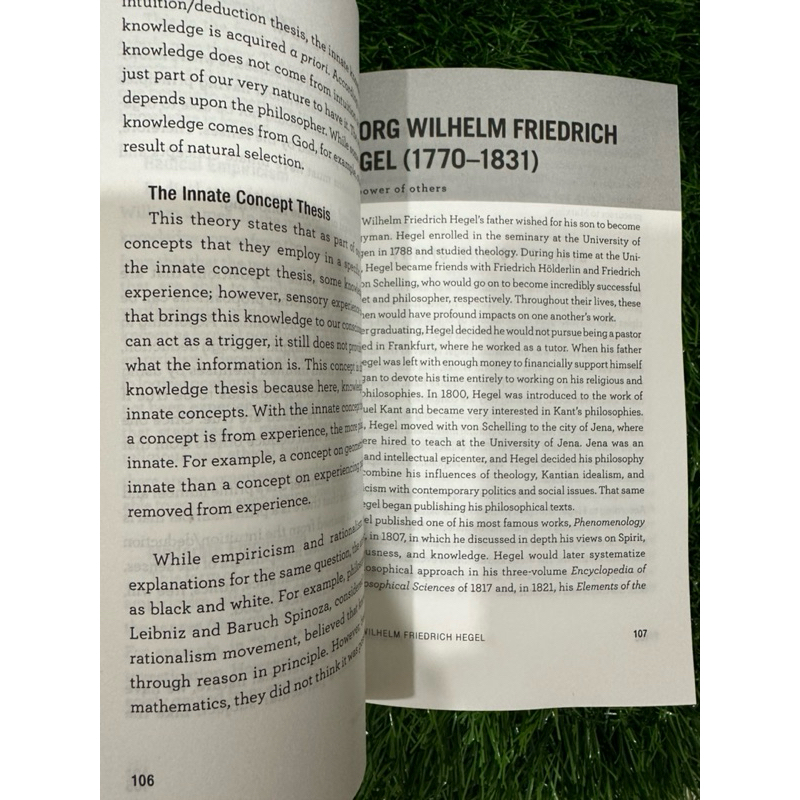 intuition/deduction thesis, the innate
knowledge is acquired a priori.
knowledge does not come from intuition
just part of our very nature to have it.
depends upon the philosopher. While
knowledge comes from God, for example,
result of natural selection.
The Innate Concept Thesis
This theory states that as part of
concepts that they employ in a
the innate concept thesis, some
experience; however, sensory
that brings this knowledge to our
can act as a trigger, it still does not
what the information is. This concept
knowledge thesis because here,
innate concepts. With the innate
a concept is from experience, the more
innate. For example, a concept on
innate than a concept on experiencing
removed from experience.
While empiricism and
explanations for the same question, the
as black and white. For example,
Leibniz and Baruch Spinoza,
rationalism movement, believed that
through reason in principle. However,
mathematics, they did not think it was
106
ORG WILHELM FRIEDRICH
GEL (1770–1831)
ower of others
Wilhelm Friedrich Hegel's father wished for his son to become
yman. Hegel enrolled in the seminary at the University of
gen in 1788 and studied theology. During his time at the Uni-
Hegel became friends with Friedrich Hölderlin and Friedrich
on Schelling, who would go on to become incredibly successful
et and philosopher, respectively. Throughout their lives, these
en would have profound impacts on one another's work.
er graduating, Hegel decided he would not pursue being a pastor
ed in Frankfurt, where he worked as a tutor. When his father
egel was left with enough money to financially support himself
gan to devote his time entirely to working on his religious and
philosophies. In 1800, Hegel was introduced to the work of
uel Kant and became very interested in Kant's philosophies.
Hegel moved with von Schelling to the city of Jena, where
ere hired to teach at the University of Jena. Jena was an
and intellectual epicenter, and Hegel decided his philosophy
combine his influences of theology, Kantian idealism, and
icism with contemporary politics and social issues. That same
egel began publishing his philosophical texts.
el published one of his most famous works, Phenomenology
, in 1807, in which he discussed in depth his views on Spirit,
usness, and knowledge. Hegel would later systematize
osophical approach in his three-volume Encyclopedia of
osophical Sciences of 1817 and, in 1821, his Elements of the
WILHELM FRIEDRICH HEGEL
107